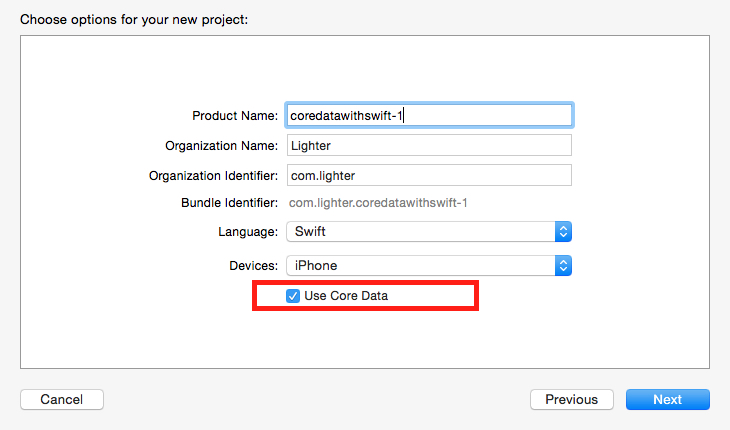 Choose options for your new project:
Product Name: coredatawithswift-1
Organization Name: Lighter
Organization Identifier: com.lighter
Bundle Identifier: com.lighter.coredatawithswift-1
Language: Swift
Devices: iPhone
Use Core Data
Cancel Previous Next